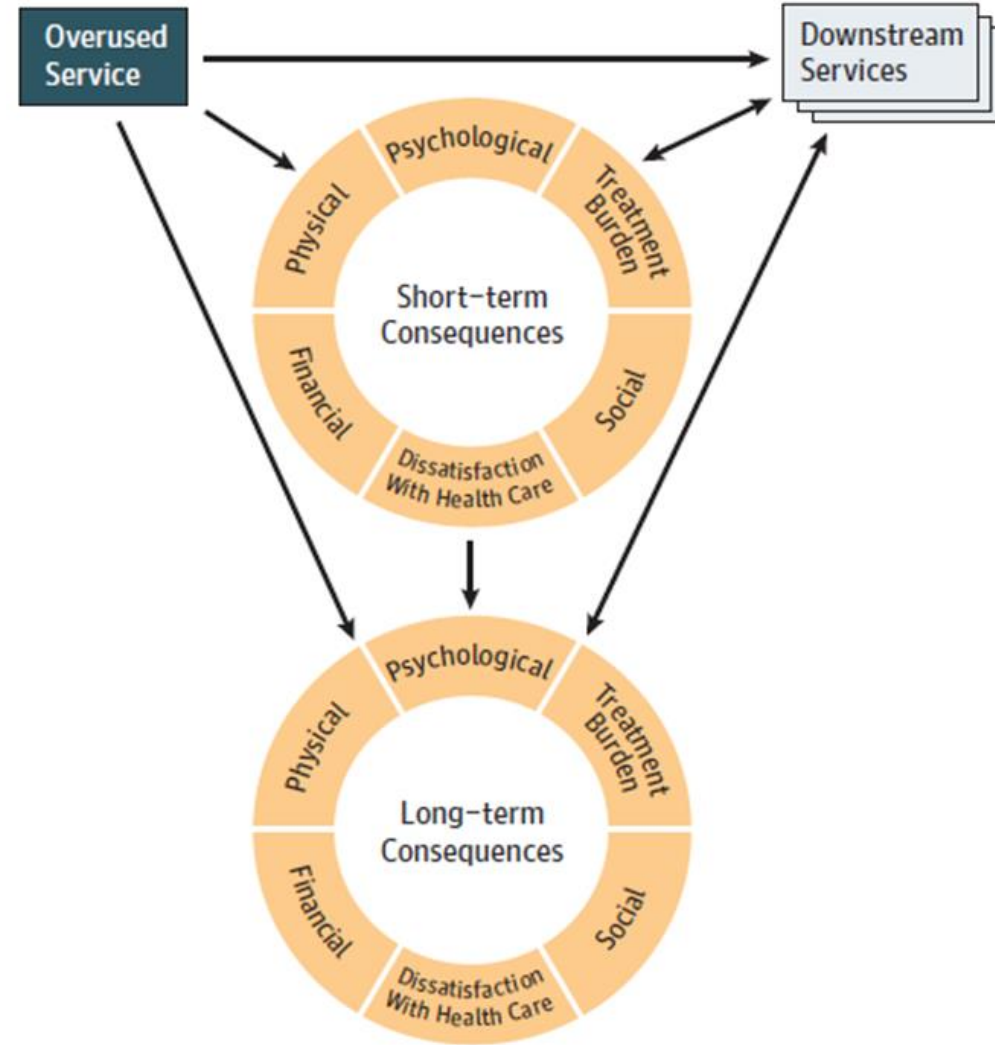 Overused
Service
Downstream
Services
Psychological
Physical
Treatment
Burden
Short-term
Consequences
Financial
Social
Dissatisfaction
With Health Care
Psychological
Physical
Treatment
Burden
Long-term
Consequences
Financial
Social
Dissatisfaction
With Health Care